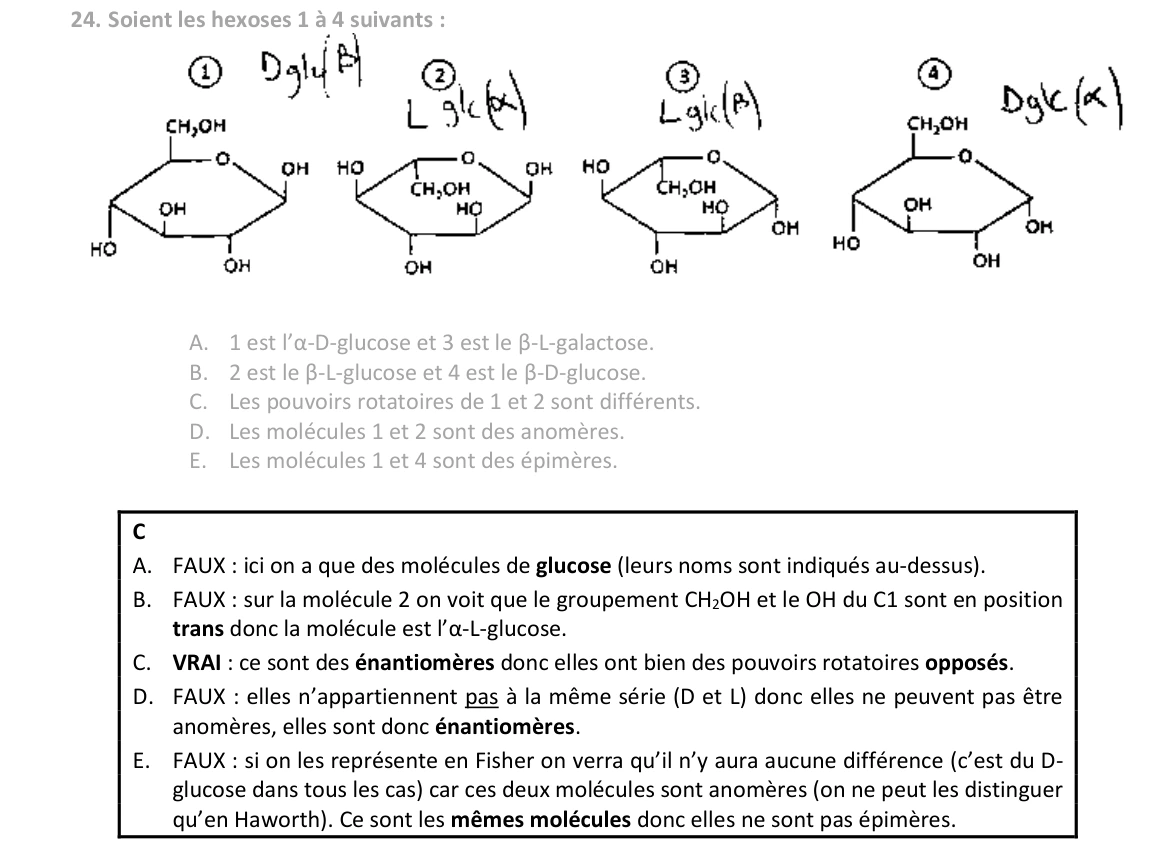 24. Soient les hexoses 1 à 4 suivants :
1 D glu (β) 2 L glc (α) 3 L glc (β) 4 D glc (α)
CH₂OH O OH OH HO OH
HO O OH CH₂OH HO OH
HO O CH₂OH HO OH OH
CH₂OH O OH OH HO OH
A. 1 est l'α-D-glucose et 3 est le β-L-galactose.
B. 2 est le β-L-glucose et 4 est le β-D-glucose.
C. Les pouvoirs rotatoires de 1 et 2 sont différents.
D. Les molécules 1 et 2 sont des anomères.
E. Les molécules 1 et 4 sont des épimères.
C
A. FAUX : ici on a que des molécules de glucose (leurs noms sont indiqués au-dessus).
B. FAUX : sur la molécule 2 on voit que le groupement CH₂OH et le OH du C1 sont en position
trans donc la molécule est l'α-L-glucose.
C. VRAI : ce sont des énantiomères donc elles ont bien des pouvoirs rotatoires opposés.
D. FAUX : elles n'appartiennent pas à la même série (D et L) donc elles ne peuvent pas être
anomères, elles sont donc énantiomères.
E. FAUX : si on les représente en Fisher on verra qu'il n'y aura aucune différence (c'est du D-
glucose dans tous les cas) car ces deux molécules sont anomères (on ne peut les distinguer
qu'en Haworth). Ce sont les mêmes molécules donc elles ne sont pas épimères.